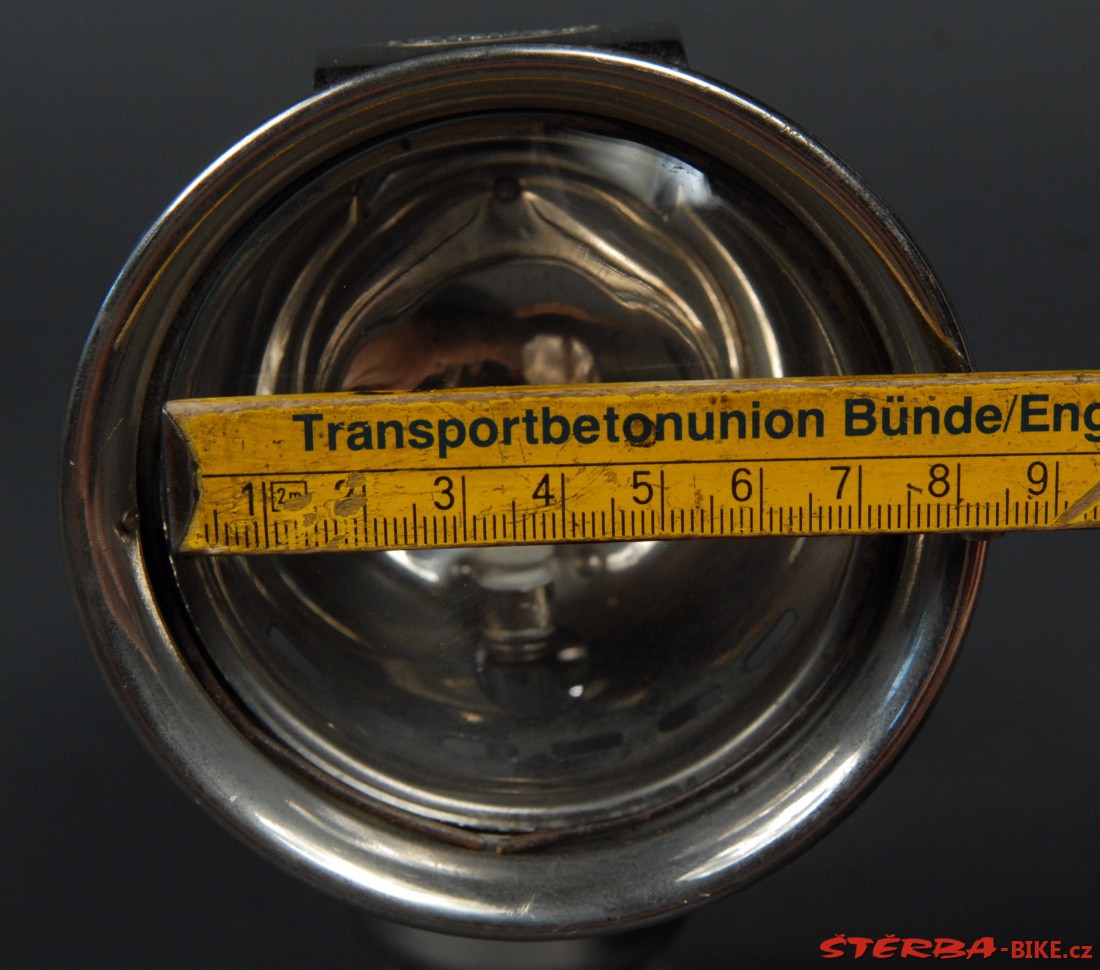 Transportbetonunion Bünde/Eng
1 2m 2 3 4 5 6 7 8 9
ŠTĚRBA-BIKE.cz